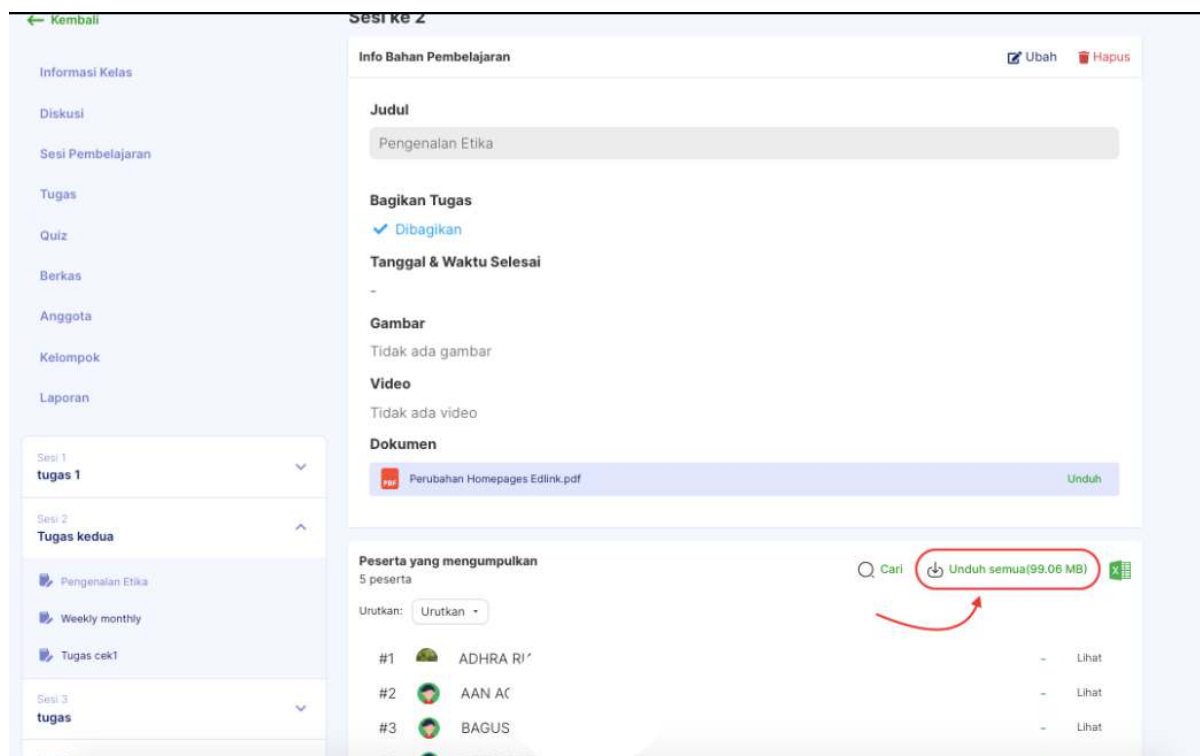 Kembali
Sesi ke 2
Informasi Kelas
Diskusi
Sesi Pembelajaran
Tugas
Quiz
Berkas
Anggota
Kelompok
Laporan
Sesi 1
tugas 1
Sesi 2
Tugas kedua
Pengenalan Etika
Weekly monthly
Tugas cek1
Sesi 3
tugas
Info Bahan Pembelajaran
Ubah
Hapus
Judul
Pengenalan Etika
Bagikan Tugas
Dibagikan
Tanggal & Waktu Selesai
-
Gambar
Tidak ada gambar
Video
Tidak ada video
Dokumen
PDF Perubahan Homepages Edlink.pdf Unduh
Peserta yang mengumpulkan
5 peserta
Cari
Unduh semua(99.06 MB)
Urutkan: Urutkan
#1 ADHRA - Lihat
#2 AAN - Lihat
#3 BAGUS - Lihat